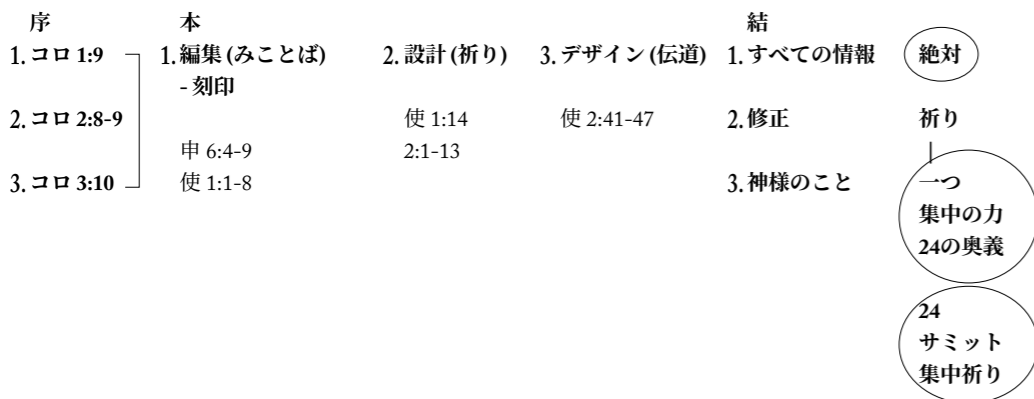 序 本 結
1. コロ 1:9 1. 編集 (みことば) 2. 設計 (祈り) 3. デザイン (伝道) 1. すべての情報 絶対
- 刻印
2. コロ 2:8-9 使 1:14 使 2:41-47 2. 修正 祈り
申 6:4-9 2:1-13
3. コロ 3:10 使 1:1-8 3. 神様のこと 一つ
集中の力
24の奥義
24
サミット
集中祈り